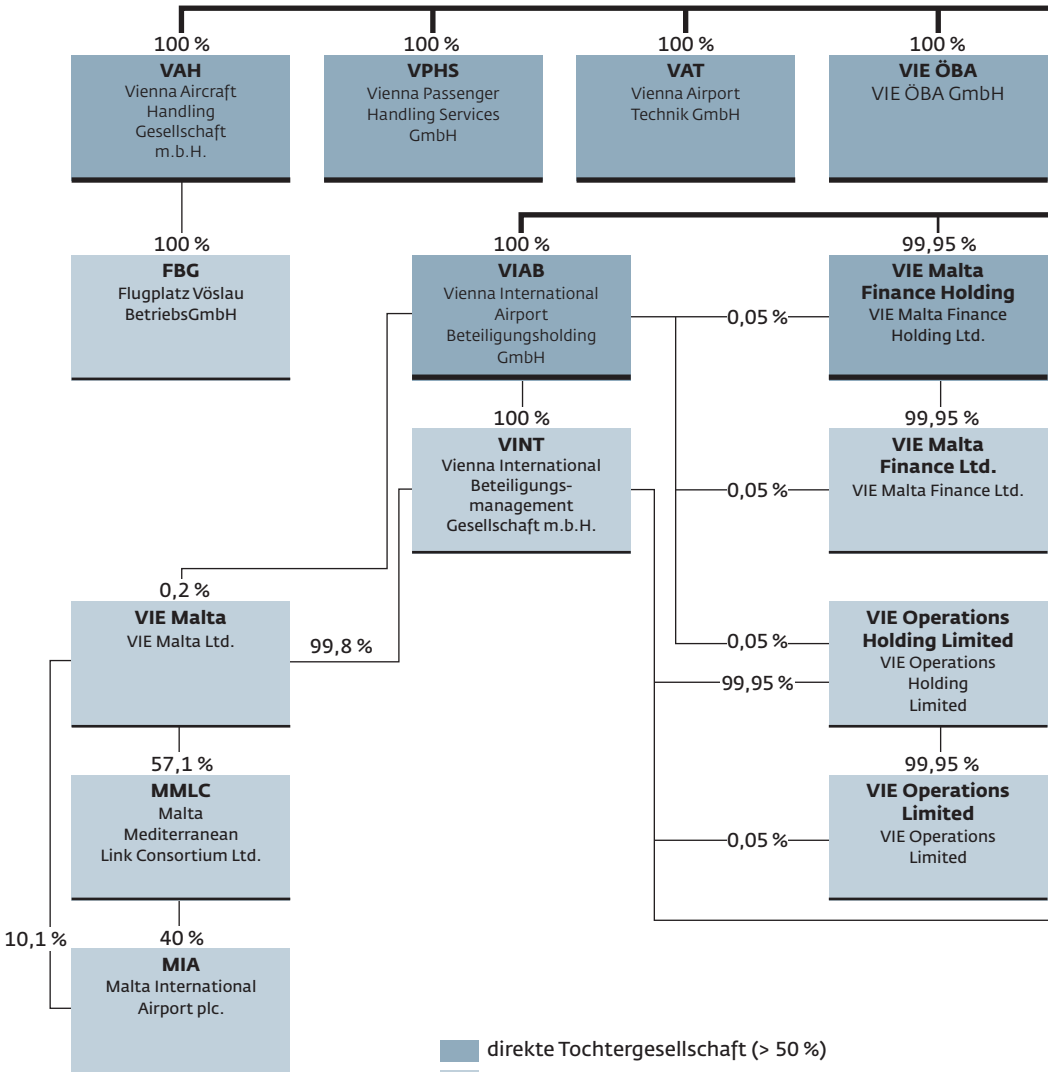 100 %
VAH
Vienna Aircraft
Handling
Gesellschaft
m.b.H.
100 %
VPHS
Vienna Passenger
Handling Services
GmbH
100 %
VAT
Vienna Airport
Technik GmbH
100 %
VIE ÖBA
VIE ÖBA GmbH
100 %
FBG
Flugplatz Vöslau
BetriebsGmbH
100 %
VIAB
Vienna International
Airport
Beteiligungsholding
GmbH
0,05 %
99,95 %
VIE Malta
Finance Holding
VIE Malta Finance
Holding Ltd.
100 %
VINT
Vienna International
Beteiligungs-
management
Gesellschaft m.b.H.
0,05 %
99,95 %
VIE Malta
Finance Ltd.
VIE Malta Finance Ltd.
0,2 %
VIE Malta
VIE Malta Ltd.
99,8 %
0,05 %
99,95 %
VIE Operations
Holding Limited
VIE Operations
Holding
Limited
57,1 %
MMLC
Malta
Mediterranean
Link Consortium Ltd.
0,05 %
99,95 %
VIE Operations
Limited
VIE Operations
Limited
10,1 %
40 %
MIA
Malta International
Airport plc.
direkte Tochtergesellschaft (> 50 %)